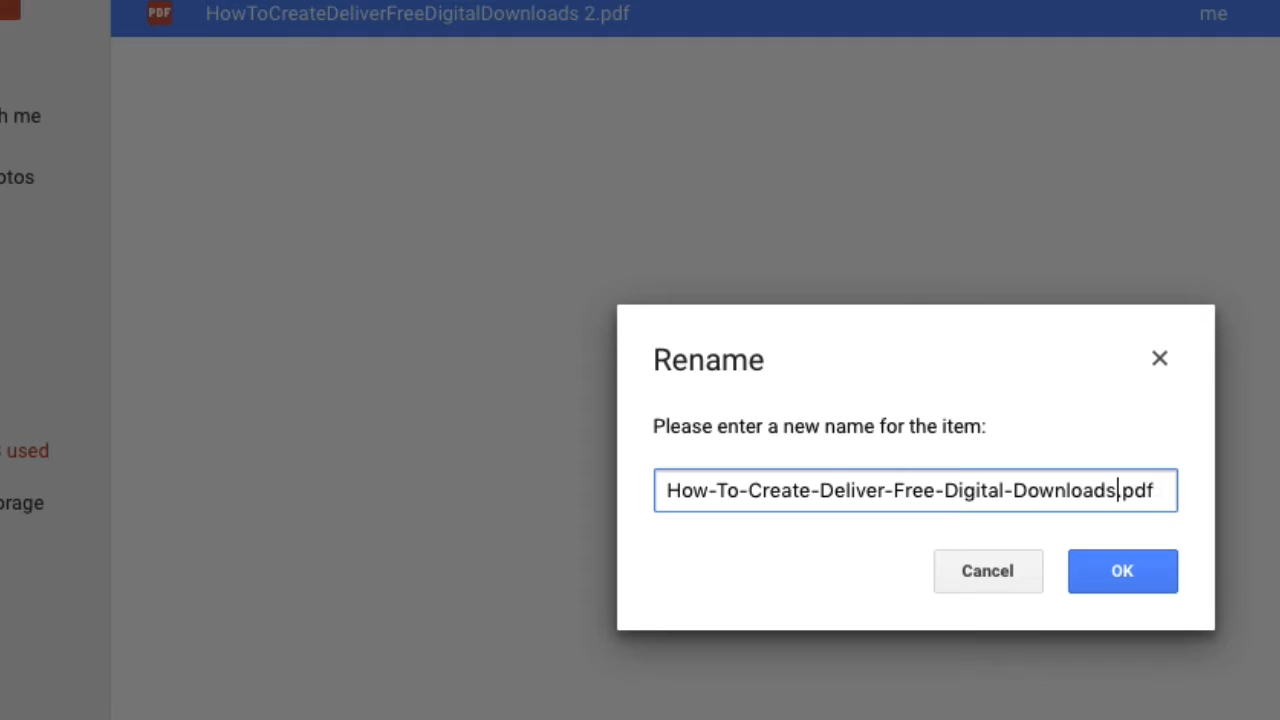 PDF HowToCreateDeliverFreeDigitalDownloads 2.pdf me
h me
otos
used
orage
Rename
Please enter a new name for the item:
How-To-Create-Deliver-Free-Digital-Downloads.pdf
Cancel OK